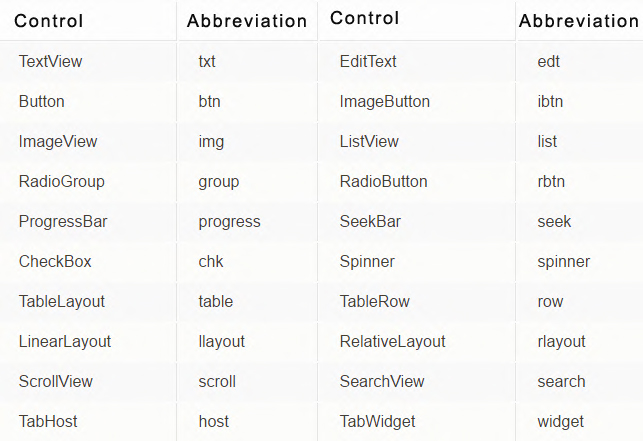 Control Abbreviation Control Abbreviation
TextView txt EditText edt
Button btn ImageButton ibtn
ImageView img ListView list
RadioGroup group RadioButton rbtn
ProgressBar progress SeekBar seek
CheckBox chk Spinner spinner
TableLayout table TableRow row
LinearLayout llayout RelativeLayout rlayout
ScrollView scroll SearchView search
TabHost host TabWidget widget